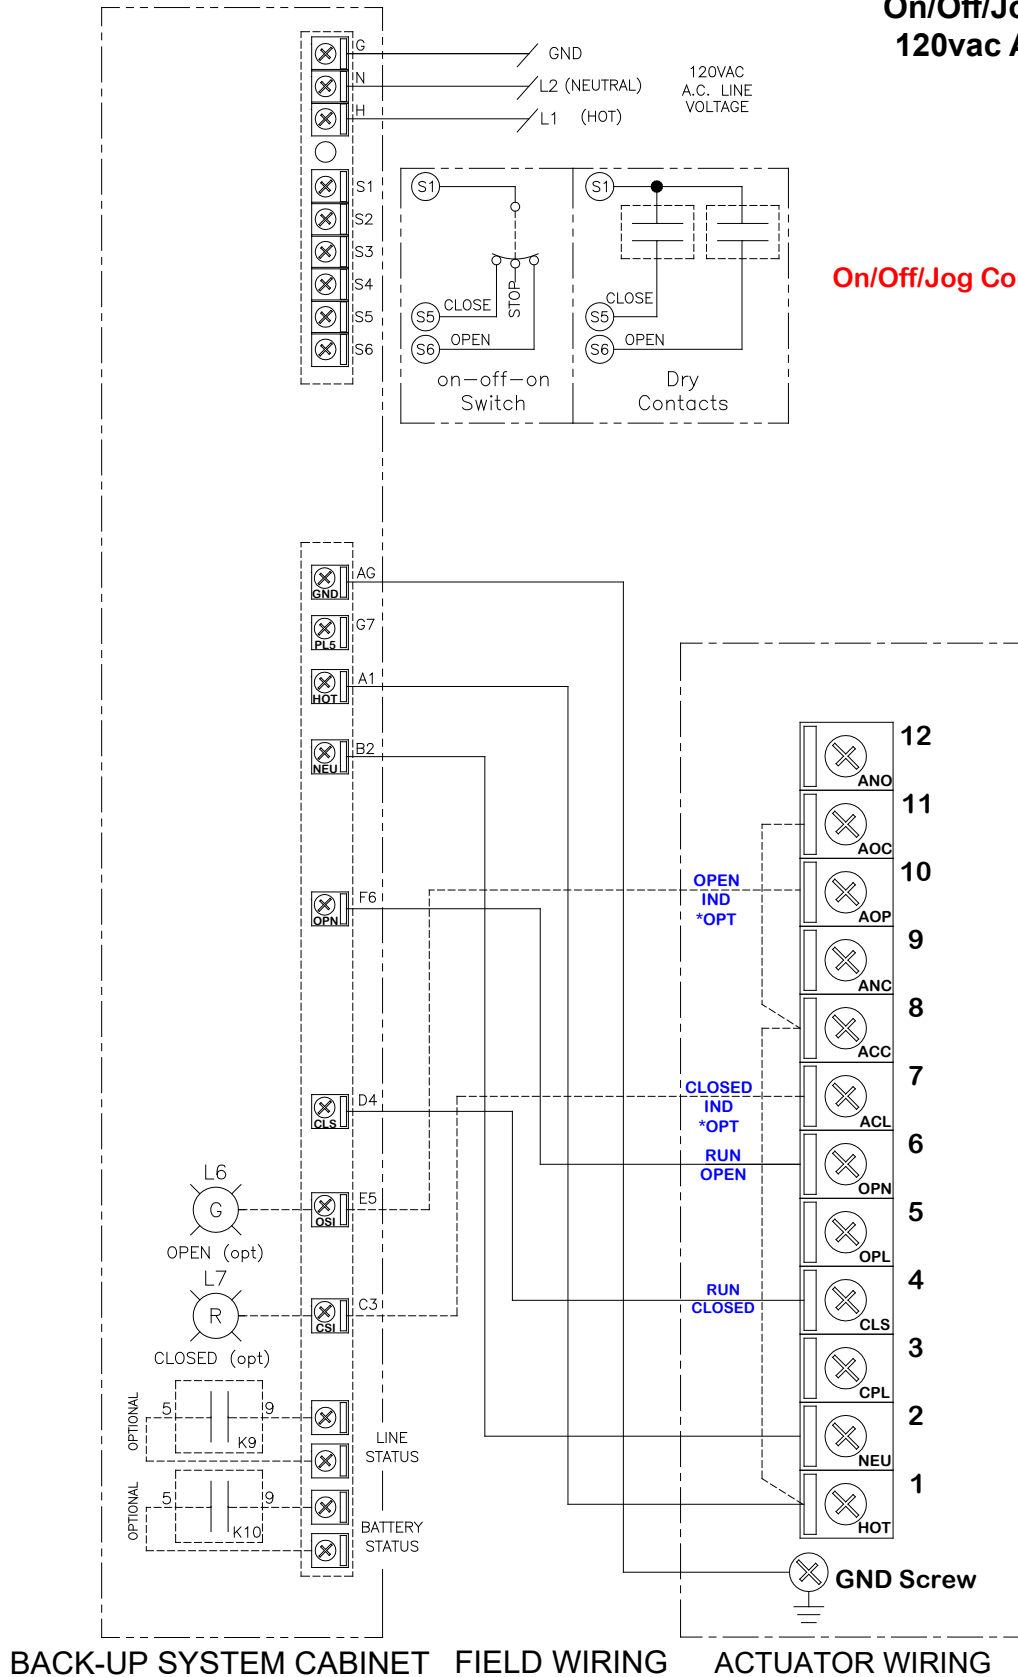 On/Off/Jo
120vac A
G
GND
N
L2 (NEUTRAL)
H
L1 (HOT)
120VAC
A.C. LINE
VOLTAGE
S1
S2
S3
S4
S5
S6
S1
CLOSE
STOP
S5
OPEN
S6
on-off-on
Switch
S1
CLOSE
S5
OPEN
S6
Dry
Contacts
On/Off/Jog Co
AG
GND
G7
PL5
A1
HOT
B2
NEU
F6
OPN
D4
CLS
L6
G
OPEN (opt)
E5
OSI
L7
R
CLOSED (opt)
C3
CSI
OPTIONAL
5
9
K9
LINE
STATUS
OPTIONAL
5
9
K10
BATTERY
STATUS
OPEN
IND
*OPT
CLOSED
IND
*OPT
RUN
OPEN
RUN
CLOSED
12
ANO
11
AOC
10
AOP
9
ANC
8
ACC
7
ACL
6
OPN
5
OPL
4
CLS
3
CPL
2
NEU
1
HOT
GND Screw
BACK-UP SYSTEM CABINET
FIELD WIRING
ACTUATOR WIRING